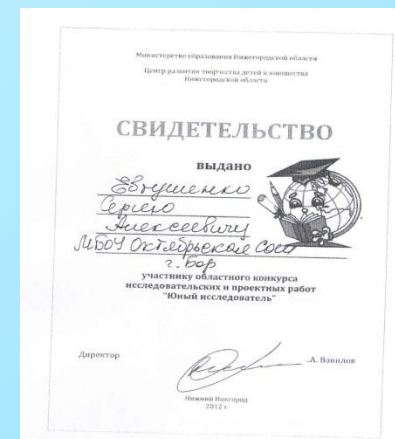 Министерство образования Нижегородской области
Центр развития творчества детей и юношества
Нижегородской области
СВИДЕТЕЛЬСТВО
выдано
Евтушенко
Сергею
Алексеевичу
МБОУ Октябрьская сош
г. Бор
участнику областного конкурса
исследовательских и проектных работ
"Юный исследователь"
Директор
.А. Вавилов
Нижний Новгород
2012 г.